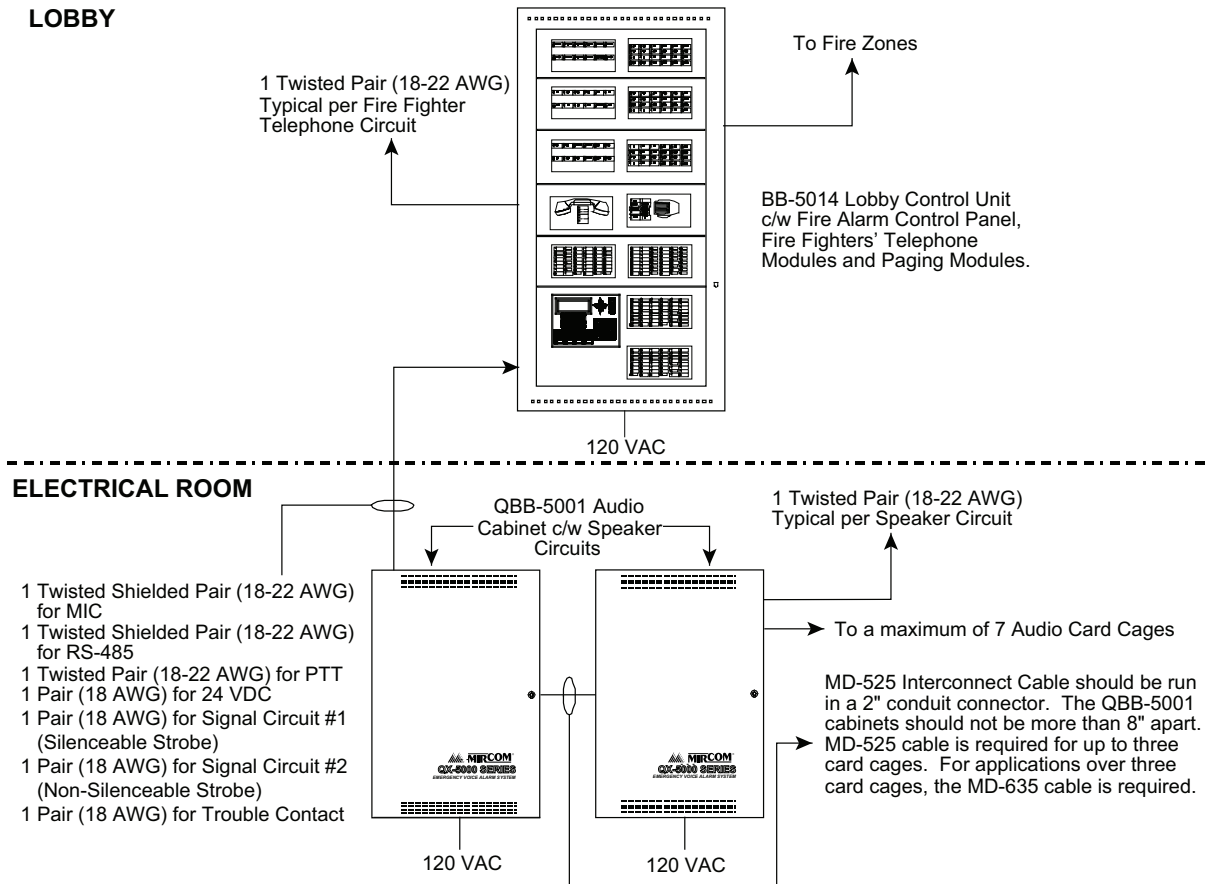 LOBBY
To Fire Zones
1 Twisted Pair (18-22 AWG)
Typical per Fire Fighter
Telephone Circuit
BB-5014 Lobby Control Unit
c/w Fire Alarm Control Panel,
Fire Fighters' Telephone
Modules and Paging Modules.
120 VAC
ELECTRICAL ROOM
QBB-5001 Audio
Cabinet c/w Speaker
Circuits
1 Twisted Pair (18-22 AWG)
Typical per Speaker Circuit
1 Twisted Shielded Pair (18-22 AWG)
for MIC
1 Twisted Shielded Pair (18-22 AWG)
for RS-485
1 Twisted Pair (18-22 AWG) for PTT
1 Pair (18 AWG) for 24 VDC
1 Pair (18 AWG) for Signal Circuit #1
(Silenceable Strobe)
1 Pair (18 AWG) for Signal Circuit #2
(Non-Silenceable Strobe)
1 Pair (18 AWG) for Trouble Contact
To a maximum of 7 Audio Card Cages
MD-525 Interconnect Cable should be run
in a 2" conduit connector. The QBB-5001
cabinets should not be more than 8" apart.
MD-525 cable is required for up to three
card cages. For applications over three
card cages, the MD-635 cable is required.
MIRCOM
QX-5000 SERIES
EMERGENCY VOICE ALARM SYSTEM
MIRCOM
QX-5000 SERIES
EMERGENCY VOICE ALARM SYSTEM
120 VAC
120 VAC